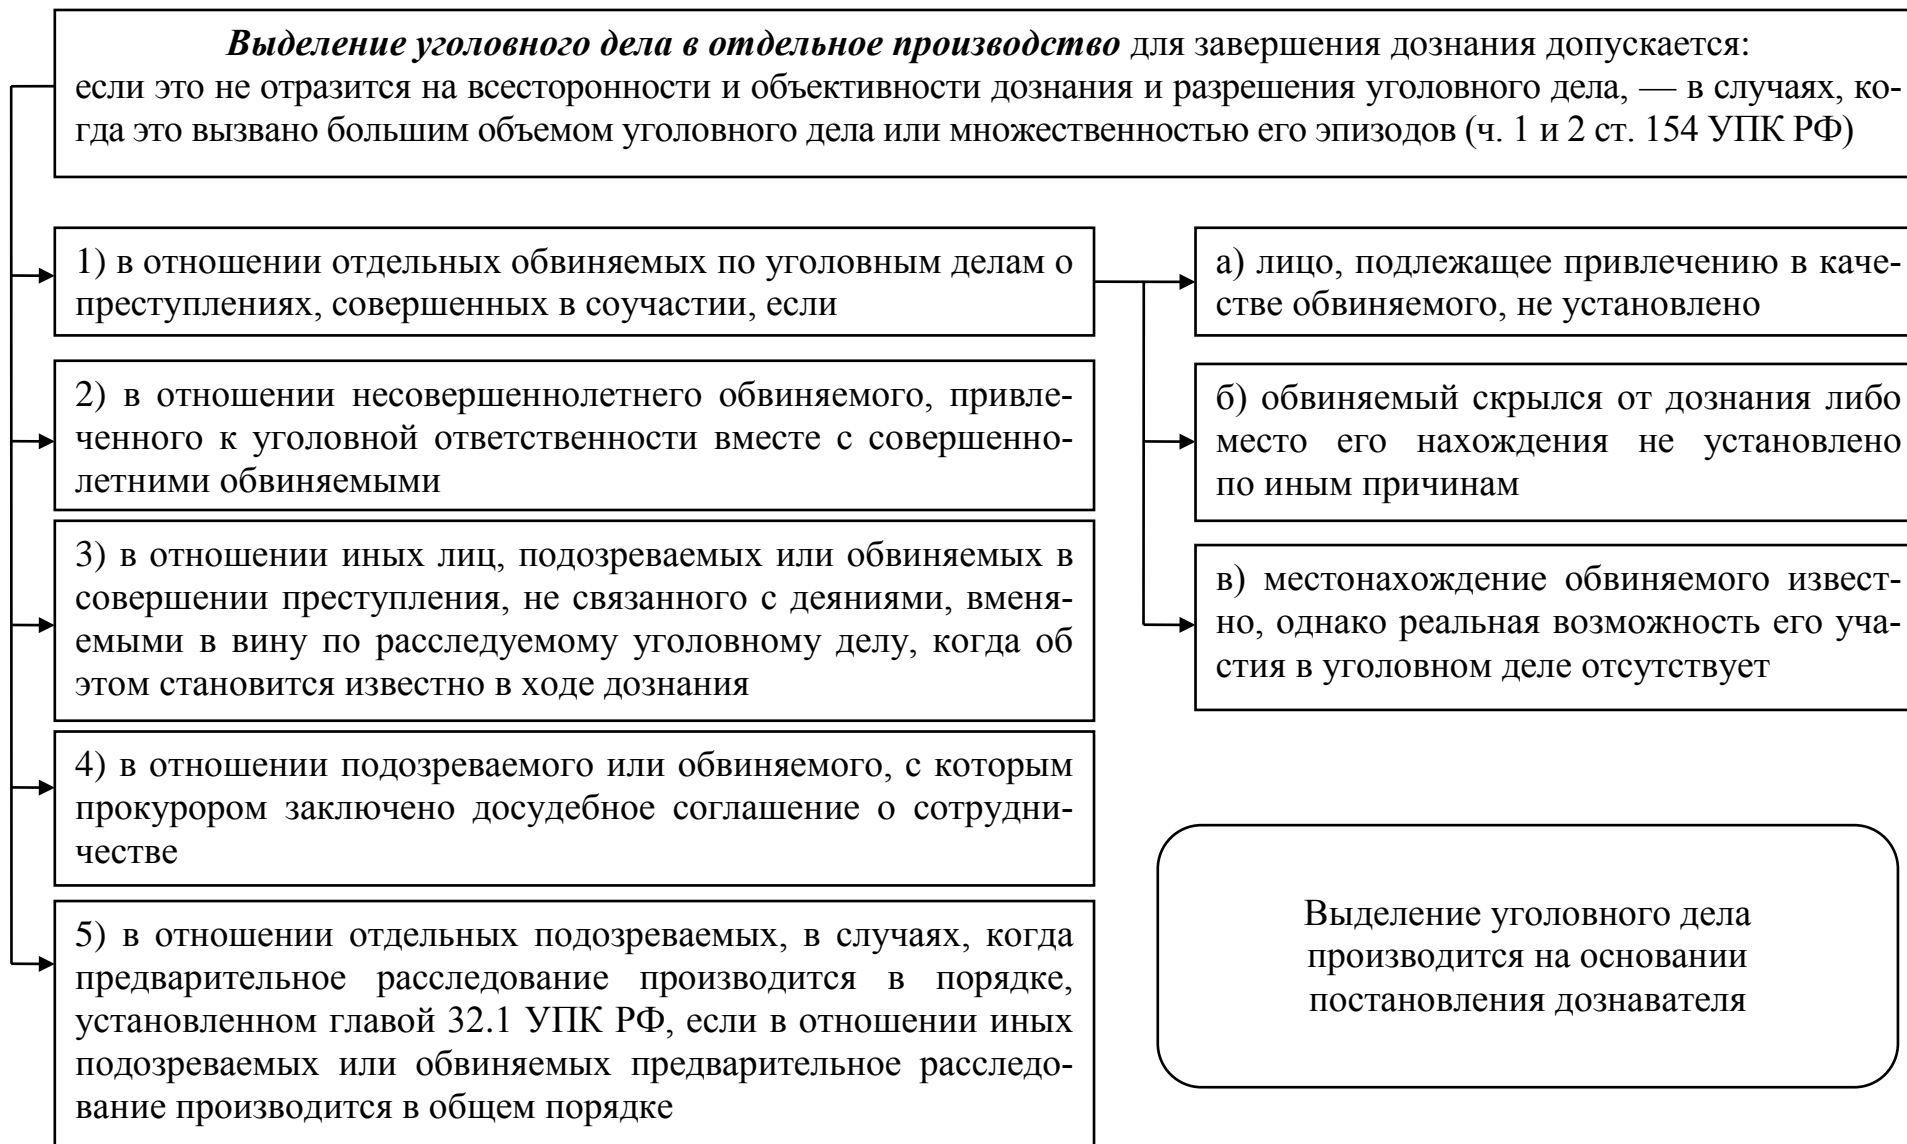 Выделение уголовного дела в отдельное производство для завершения дознания допускается:
если это не отразится на всесторонности и объективности дознания и разрешения уголовного дела, — в случаях, ко-
гда это вызвано большим объемом уголовного дела или множественностью его эпизодов (ч. 1 и 2 ст. 154 УПК РФ)
1) в отношении отдельных обвиняемых по уголовным делам о
преступлениях, совершенных в соучастии, если
а) лицо, подлежащее привлечению в каче-
стве обвиняемого, не установлено
б) обвиняемый скрылся от дознания либо
место его нахождения не установлено
по иным причинам
в) местонахождение обвиняемого извест-
но, однако реальная возможность его уча-
стия в уголовном деле отсутствует
2) в отношении несовершеннолетнего обвиняемого, привле-
ченного к уголовной ответственности вместе с совершенно-
летними обвиняемыми
3) в отношении иных лиц, подозреваемых или обвиняемых в
совершении преступления, не связанного с деяниями, вменя-
емыми в вину по расследуемому уголовному делу, когда об
этом становится известно в ходе дознания
4) в отношении подозреваемого или обвиняемого, с которым
прокурором заключено досудебное соглашение о сотрудни-
честве
5) в отношении отдельных подозреваемых, в случаях, когда
предварительное расследование производится в порядке,
установленном главой 32.1 УПК РФ, если в отношении иных
подозреваемых или обвиняемых предварительное расследо-
вание производится в общем порядке
Выделение уголовного дела
производится на основании
постановления дознавателя